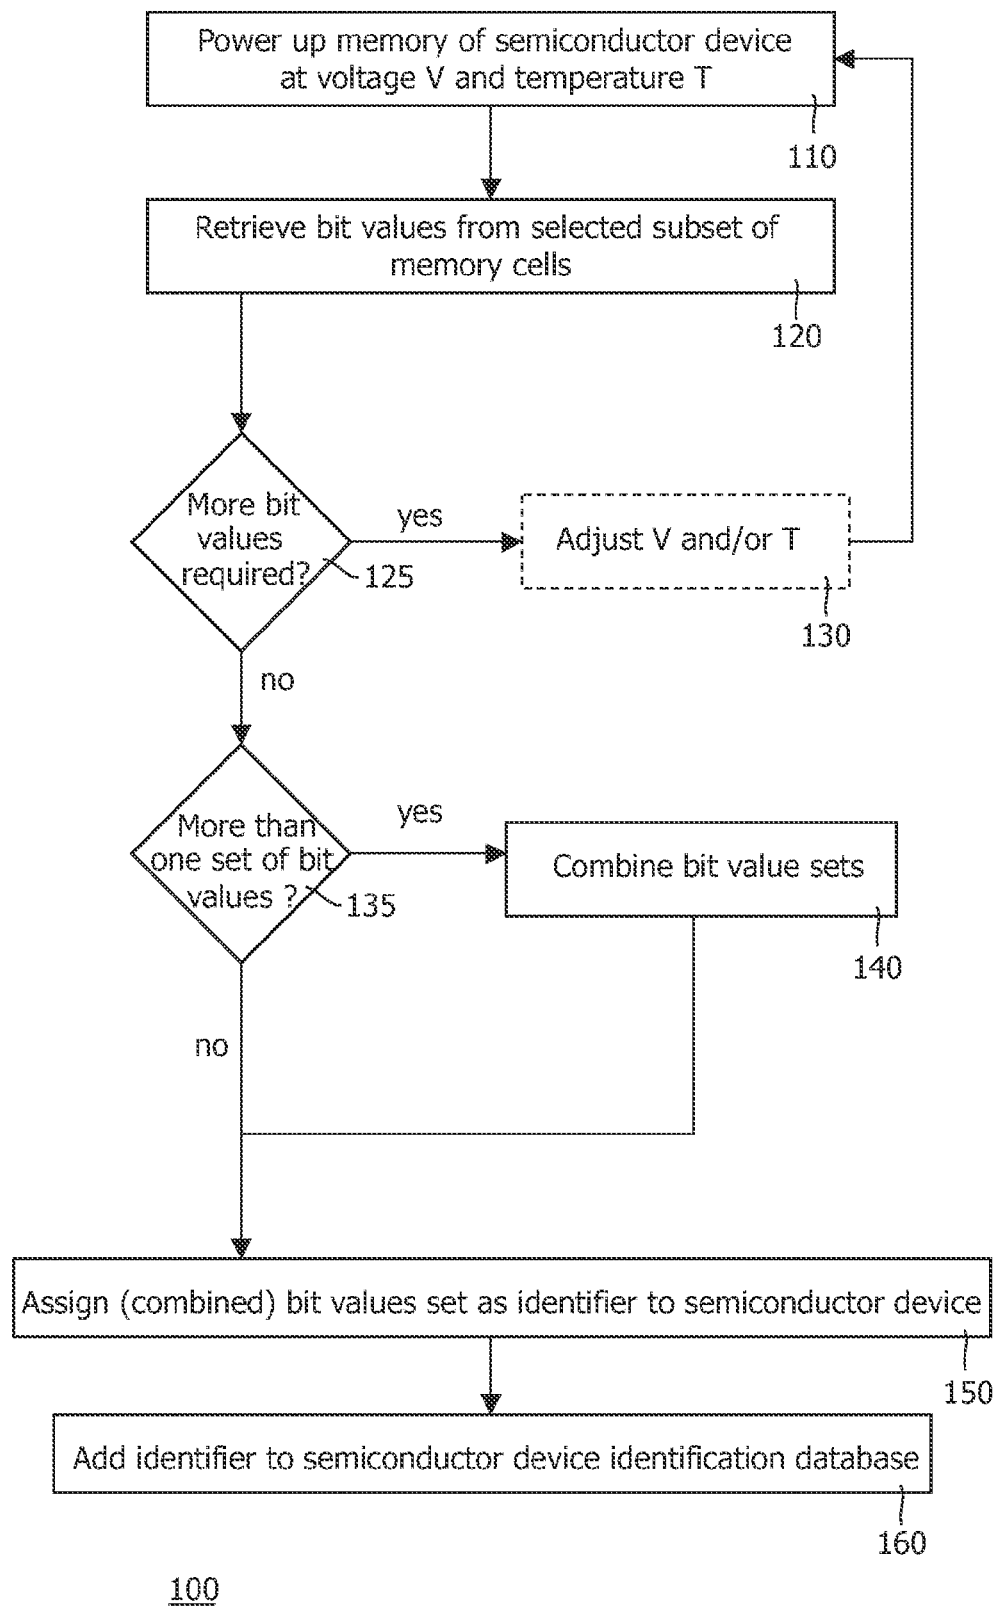 Power up memory of semiconductor device
at voltage V and temperature T
110
Retrieve bit values from selected subset of
memory cells
120
More bit
values
required?
125
yes
Adjust V and/or T
130
no
More than
one set of bit
values ?
135
yes
Combine bit value sets
140
no
Assign (combined) bit values set as identifier to semiconductor device
150
Add identifier to semiconductor device identification database
160
100